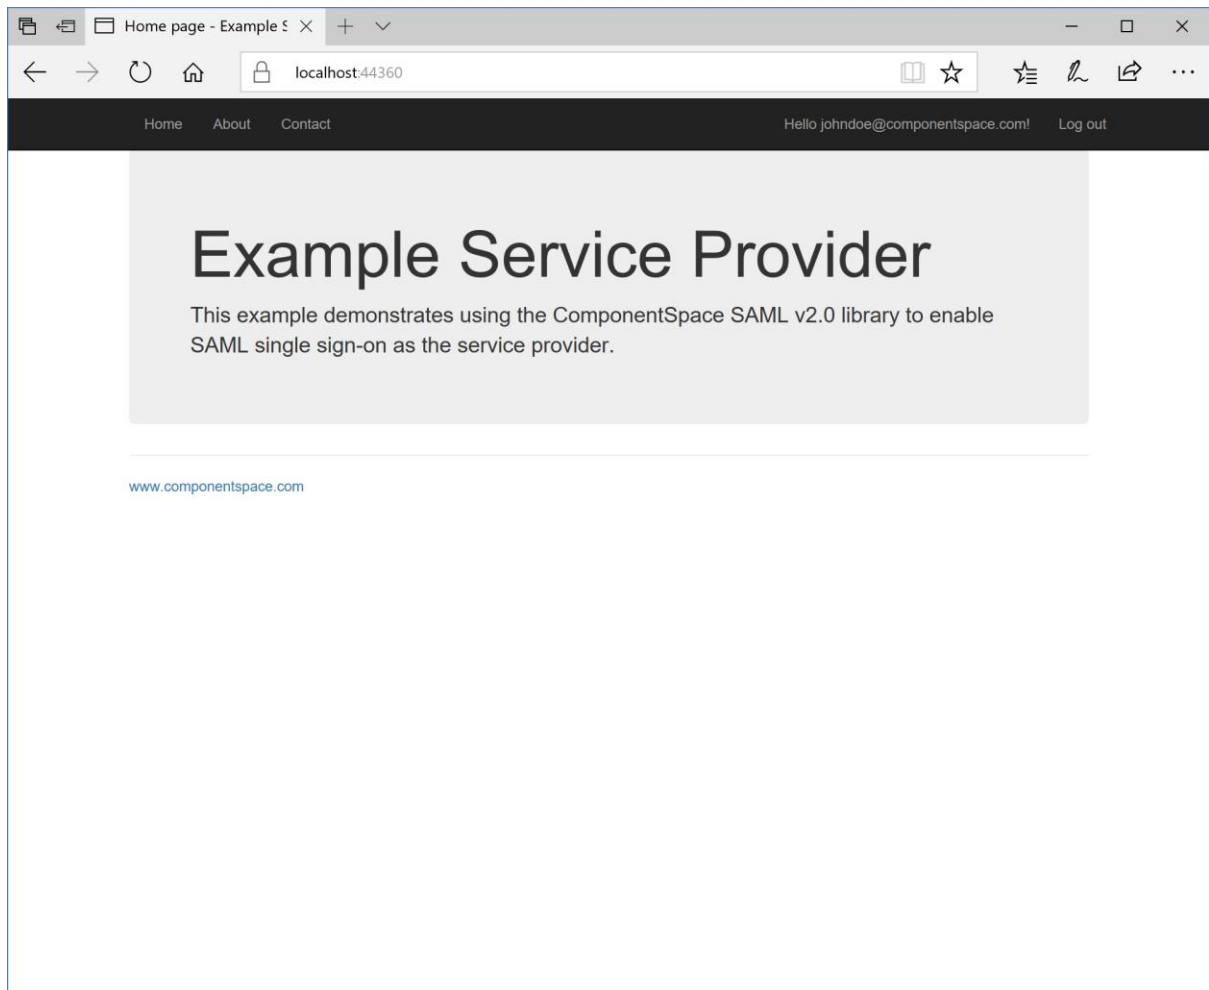 Home page - Example S
localhost:44360
Home About Contact Hello johndoe@componentspace.com! Log out
Example Service Provider
This example demonstrates using the ComponentSpace SAML v2.0 library to enable
SAML single sign-on as the service provider.
www.componentspace.com